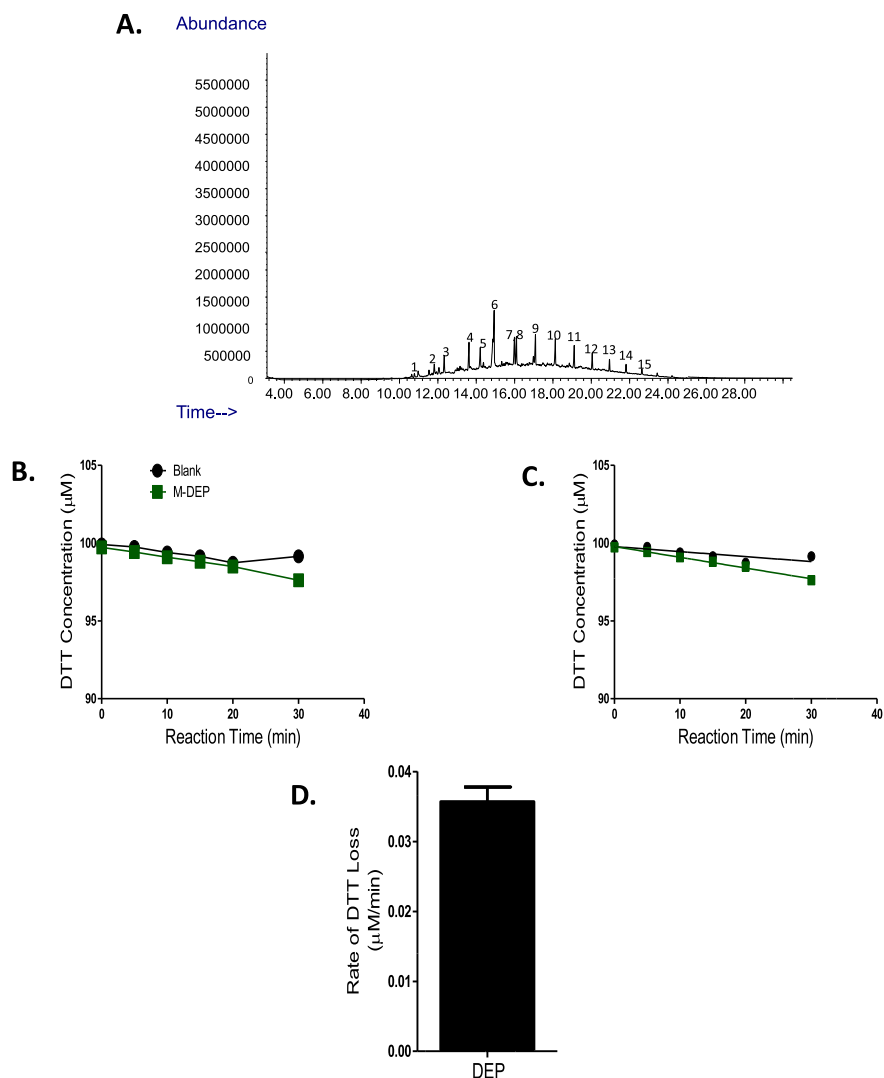 A. Abundance
5500000
5000000
4500000
4000000
3500000
3000000
2500000
2000000
1500000
1000000
500000
0
1 2 3 4 5 6 7 8 9 10 11 12 13 14 15
4.00 6.00 8.00 10.00 12.00 14.00 16.00 18.00 20.00 22.00 24.00 26.00 28.00
Time-->
B.
DTT Concentration (μM)
105
100
95
90
Blank
M-DEP
0 10 20 30 40
Reaction Time (min)
C.
DTT Concentration (μM)
105
100
95
90
0 10 20 30 40
Reaction Time (min)
D.
Rate of DTT Loss
(μM/min)
0.04
0.03
0.02
0.01
0.00
DEP